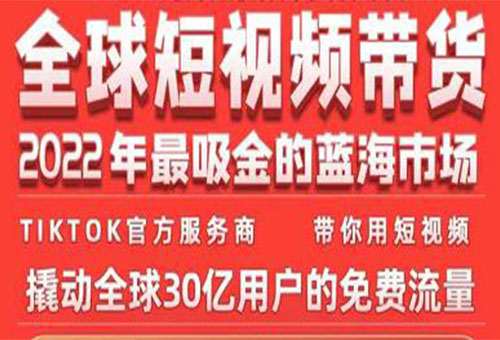 全球短视频带货
2022年最吸金的蓝海市场
TIKTOK官方服务商 带你用短视频
撬动全球30亿用户的免费流量